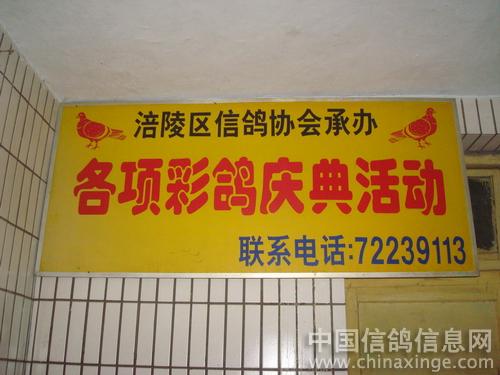 涪陵区信鸽协会承办
各项彩鸽庆典活动
联系电话:72239113
中国信鸽信息网
www.chinaxinge.com